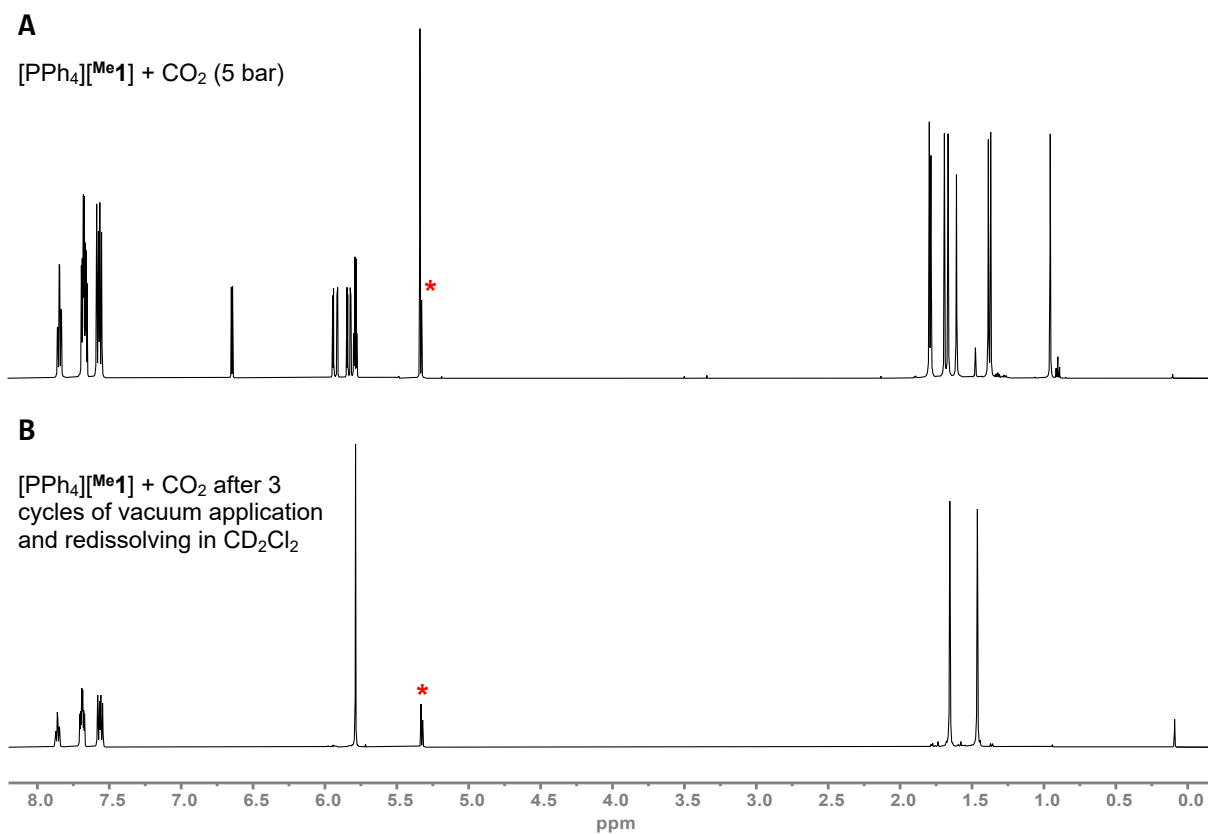 A
[PPh₄][ᴹᵉ1] + CO₂ (5 bar)
*
B
[PPh₄][ᴹᵉ1] + CO₂ after 3
cycles of vacuum application
and redissolving in CD₂Cl₂
*
8.0 7.5 7.0 6.5 6.0 5.5 5.0 4.5 4.0 3.5 3.0 2.5 2.0 1.5 1.0 0.5 0.0
ppm